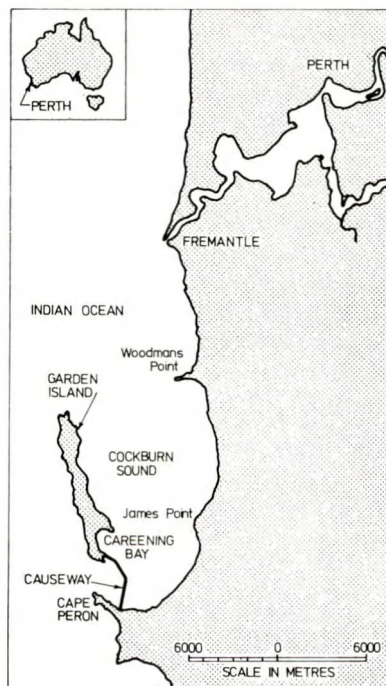 PERTH
PERTH
FREMANTLE
INDIAN OCEAN
Woodmans
Point
GARDEN
ISLAND
COCKBURN
SOUND
James Point
CAREENING
BAY
CAUSEWAY
CAPE
PERON
6000 0 6000
SCALE IN METRES